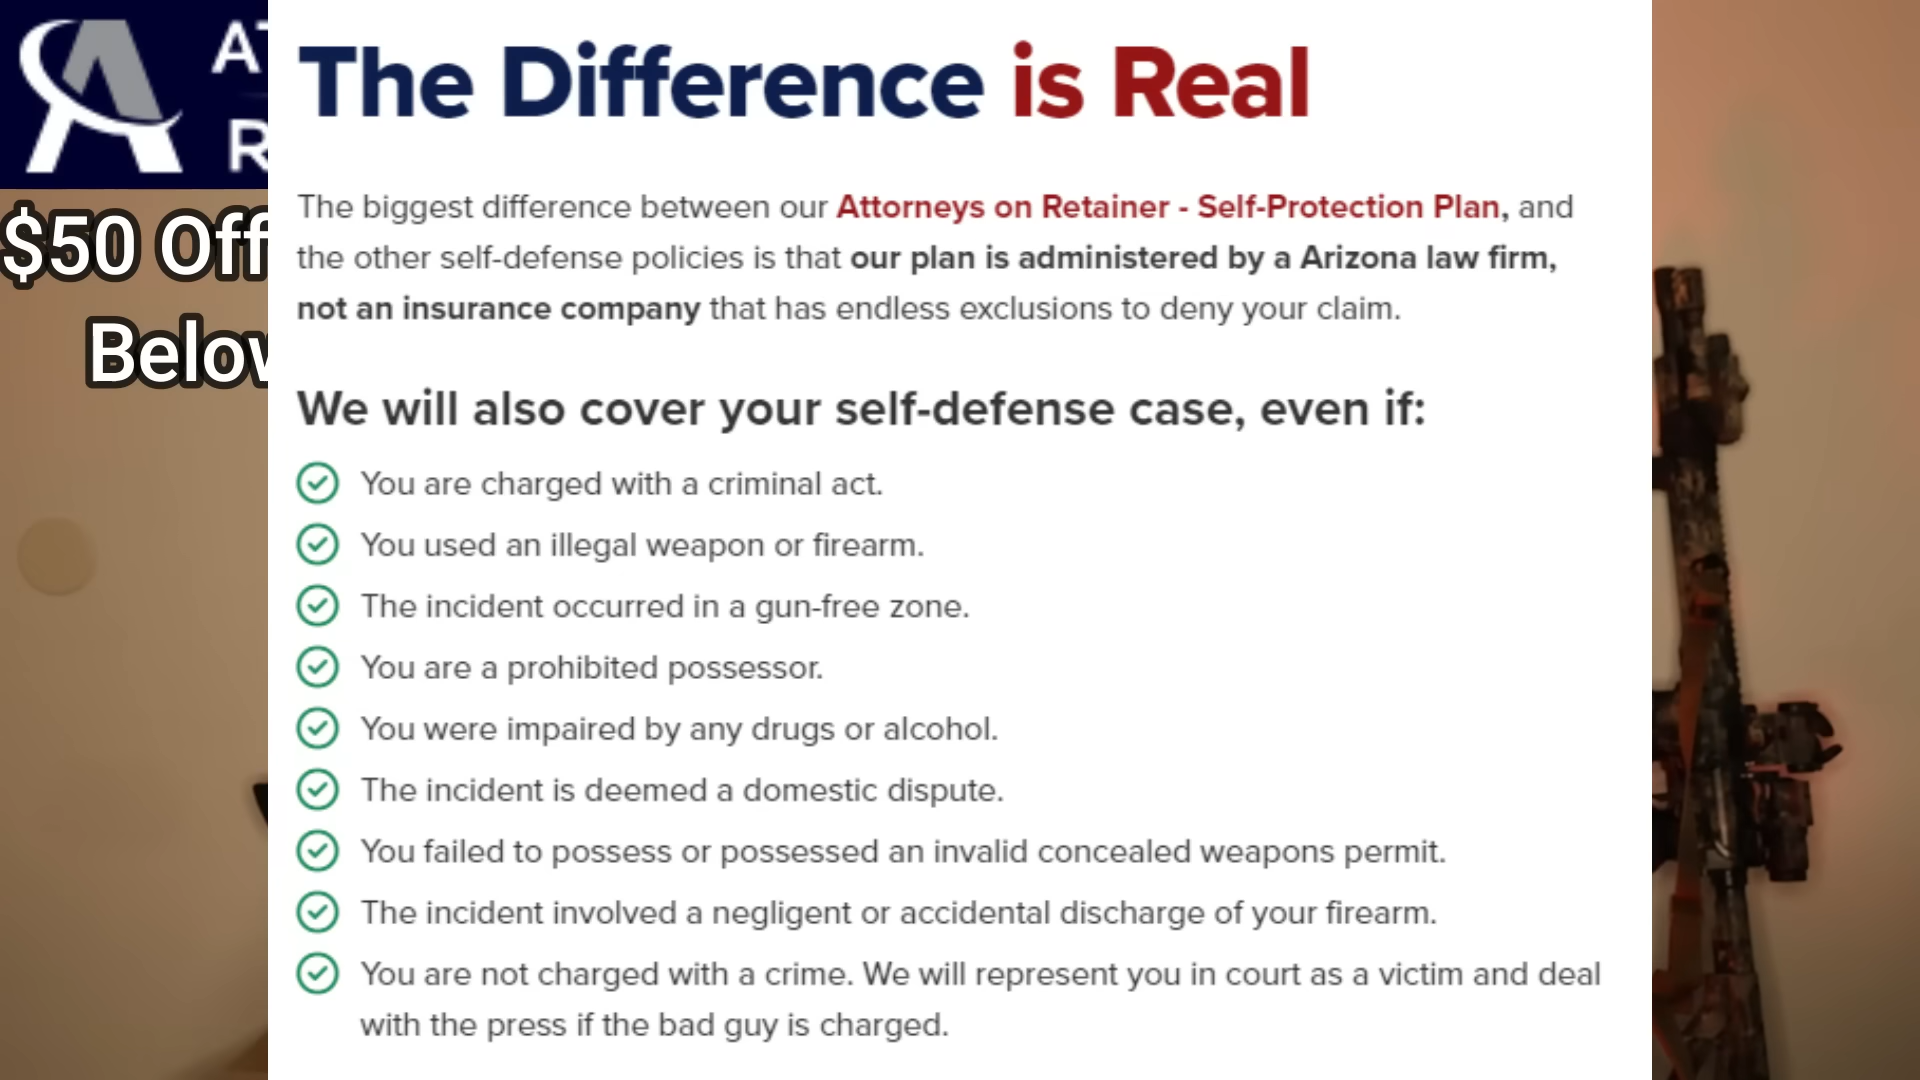 The Difference is Real
The biggest difference between our Attorneys on Retainer - Self-Protection Plan, and
the other self-defense policies is that our plan is administered by a Arizona law firm,
not an insurance company that has endless exclusions to deny your claim.
We will also cover your self-defense case, even if:
You are charged with a criminal act.
You used an illegal weapon or firearm.
The incident occurred in a gun-free zone.
You are a prohibited possessor.
You were impaired by any drugs or alcohol.
The incident is deemed a domestic dispute.
You failed to possess or possessed an invalid concealed weapons permit.
The incident involved a negligent or accidental discharge of your firearm.
You are not charged with a crime. We will represent you in court as a victim and deal
with the press if the bad guy is charged.
$50 Off